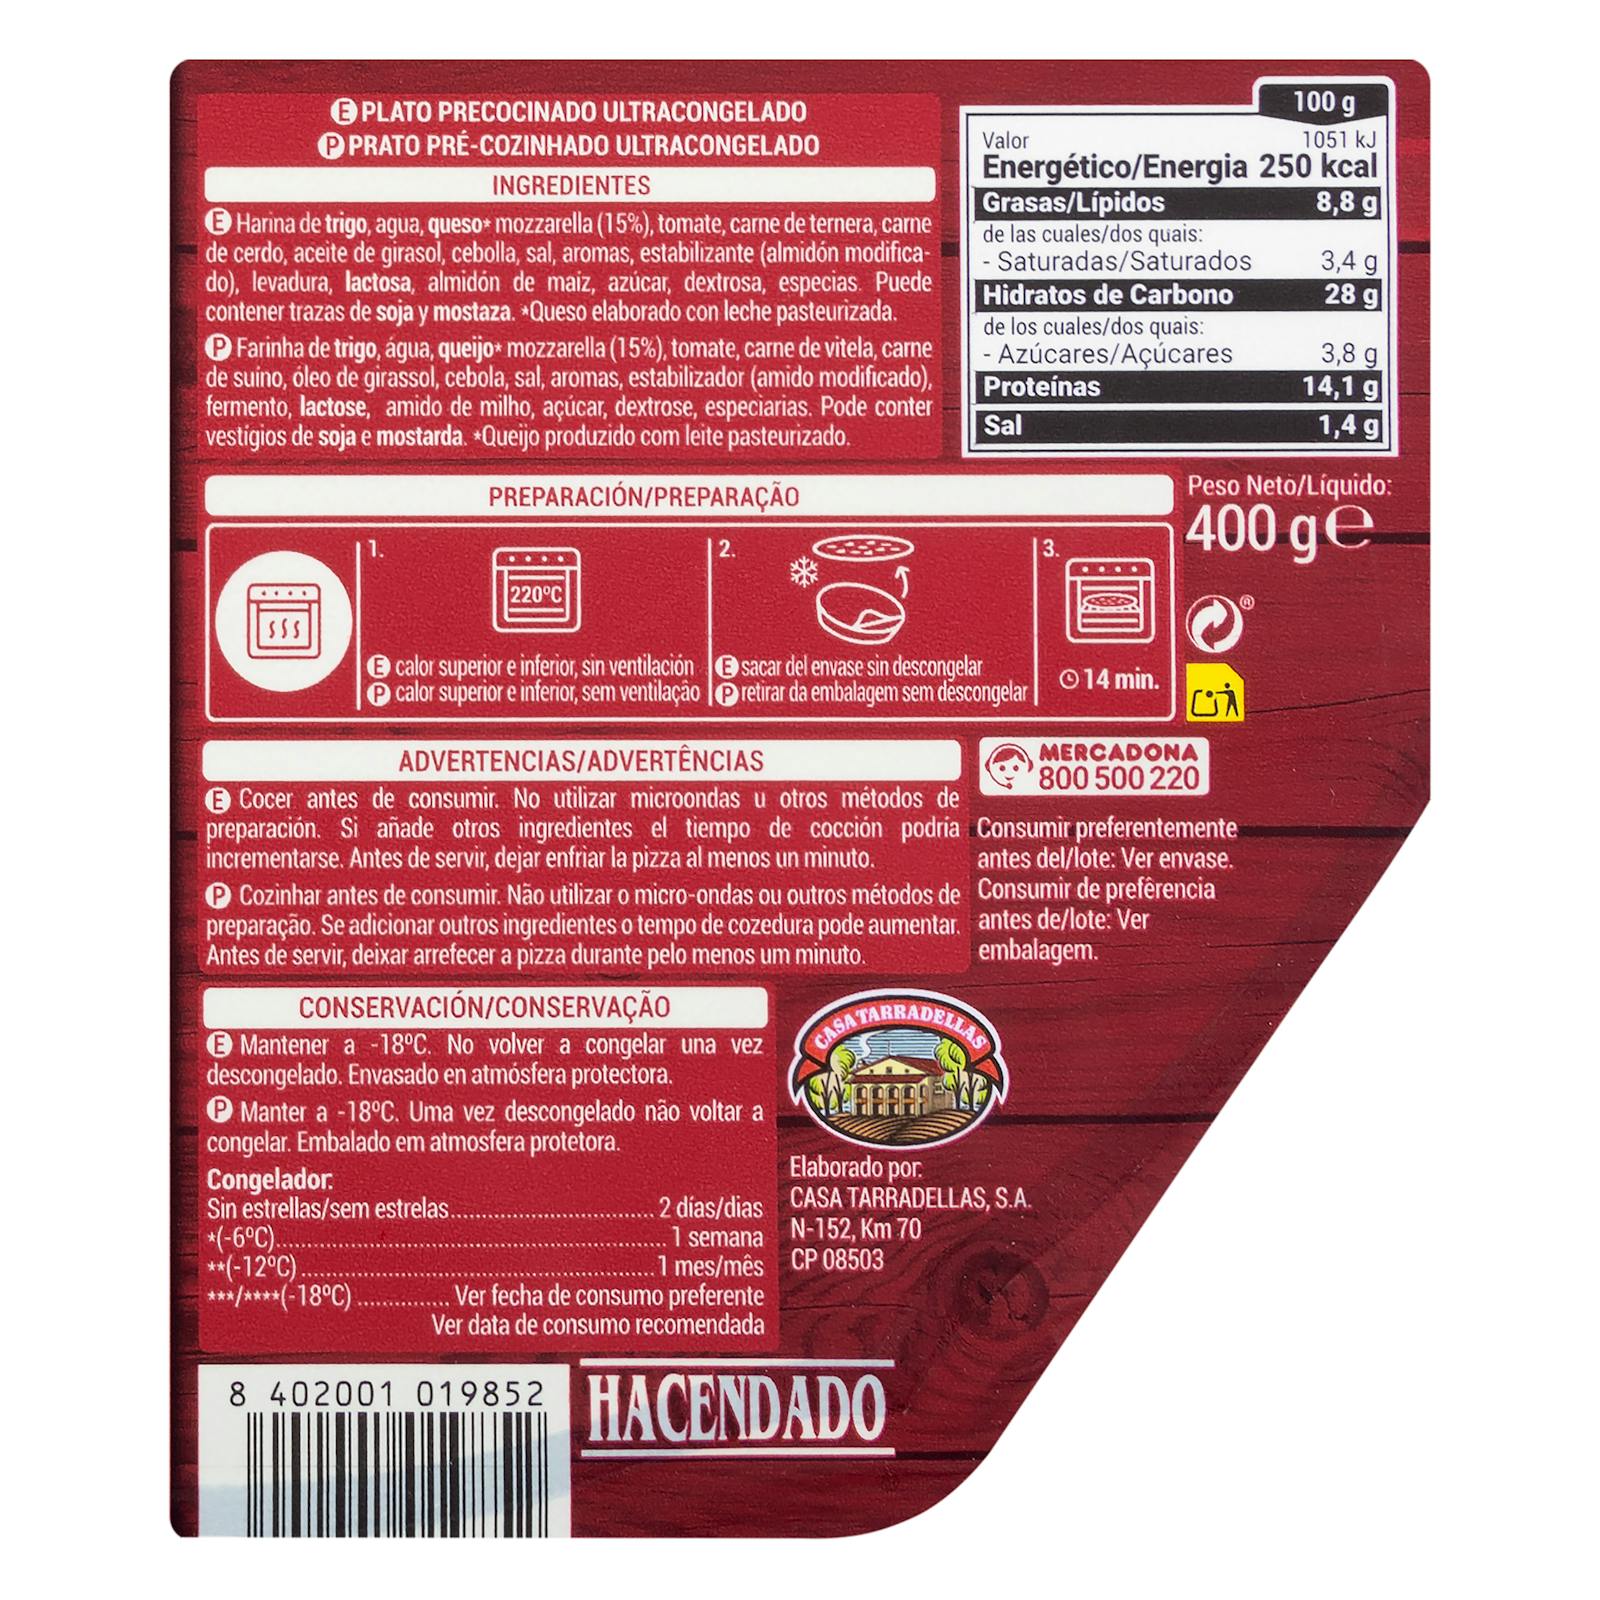 E PLATO PRECOCINADO ULTRACONGELADO
P PRATO PRÉ-COZINHADO ULTRACONGELADO
INGREDIENTES
E Harina de trigo, agua, queso* mozzarella (15%), tomate, carne de ternera, carne
de cerdo, aceite de girasol, cebolla, sal, aromas, estabilizante (almidón modifica-
do), levadura, lactosa, almidón de maíz, azúcar, dextrosa, especias. Puede
contener trazas de soja y mostaza. *Queso elaborado con leche pasteurizada.
P Farinha de trigo, água, queijo* mozzarella (15%), tomate, carne de vitela, carne
de suíno, óleo de girassol, cebola, sal, aromas, estabilizador (amido modificado),
fermento, lactose, amido de milho, açúcar, dextrose, especiarias. Pode conter
vestígios de soja e mostarda. *Queijo produzido com leite pasteurizado.
100 g
Valor 1051 kJ
Energético/Energia 250 kcal
Grasas/Lípidos 8,8 g
de las cuales/dos quais:
- Saturadas/Saturados 3,4 g
Hidratos de Carbono 28 g
de los cuales/dos quais:
- Azúcares/Açúcares 3,8 g
Proteínas 14,1 g
Sal 1,4 g
PREPARACIÓN/PREPARAÇÃO
1.
220ºC
E calor superior e inferior, sin ventilación
P calor superior e inferior, sem ventilação
2.
E sacar del envase sin descongelar
P retirar da embalagem sem descongelar
3.
14 min.
Peso Neto/Líquido:
400 g e
®
ADVERTENCIAS/ADVERTÊNCIAS
E Cocer antes de consumir. No utilizar microondas u otros métodos de
preparación. Si añade otros ingredientes el tiempo de cocción podría
incrementarse. Antes de servir, dejar enfriar la pizza al menos un minuto.
P Cozinhar antes de consumir. Não utilizar o micro-ondas ou outros métodos de
preparação. Se adicionar outros ingredientes o tempo de cozedura pode aumentar.
Antes de servir, deixar arrefecer a pizza durante pelo menos um minuto.
MERCADONA
800 500 220
Consumir preferentemente
antes del/lote: Ver envase.
Consumir de preferência
antes de/lote: Ver
embalagem.
CONSERVACIÓN/CONSERVAÇÃO
E Mantener a -18ºC. No volver a congelar una vez
descongelado. Envasado en atmósfera protectora.
P Manter a -18ºC. Uma vez descongelado não voltar a
congelar. Embalado em atmosfera protetora.
Congelador:
Sin estrellas/sem estrelas.............................. 2 días/dias
*(-6ºC)......................................................... 1 semana
**(-12ºC)..................................................... 1 mes/mês
***/****(-18ºC) .............. Ver fecha de consumo preferente
Ver data de consumo recomendada
CASA TARRADELLAS
Elaborado por:
CASA TARRADELLAS, S.A.
N-152, Km 70
CP 08503
8 402001 019852
HACENDADO